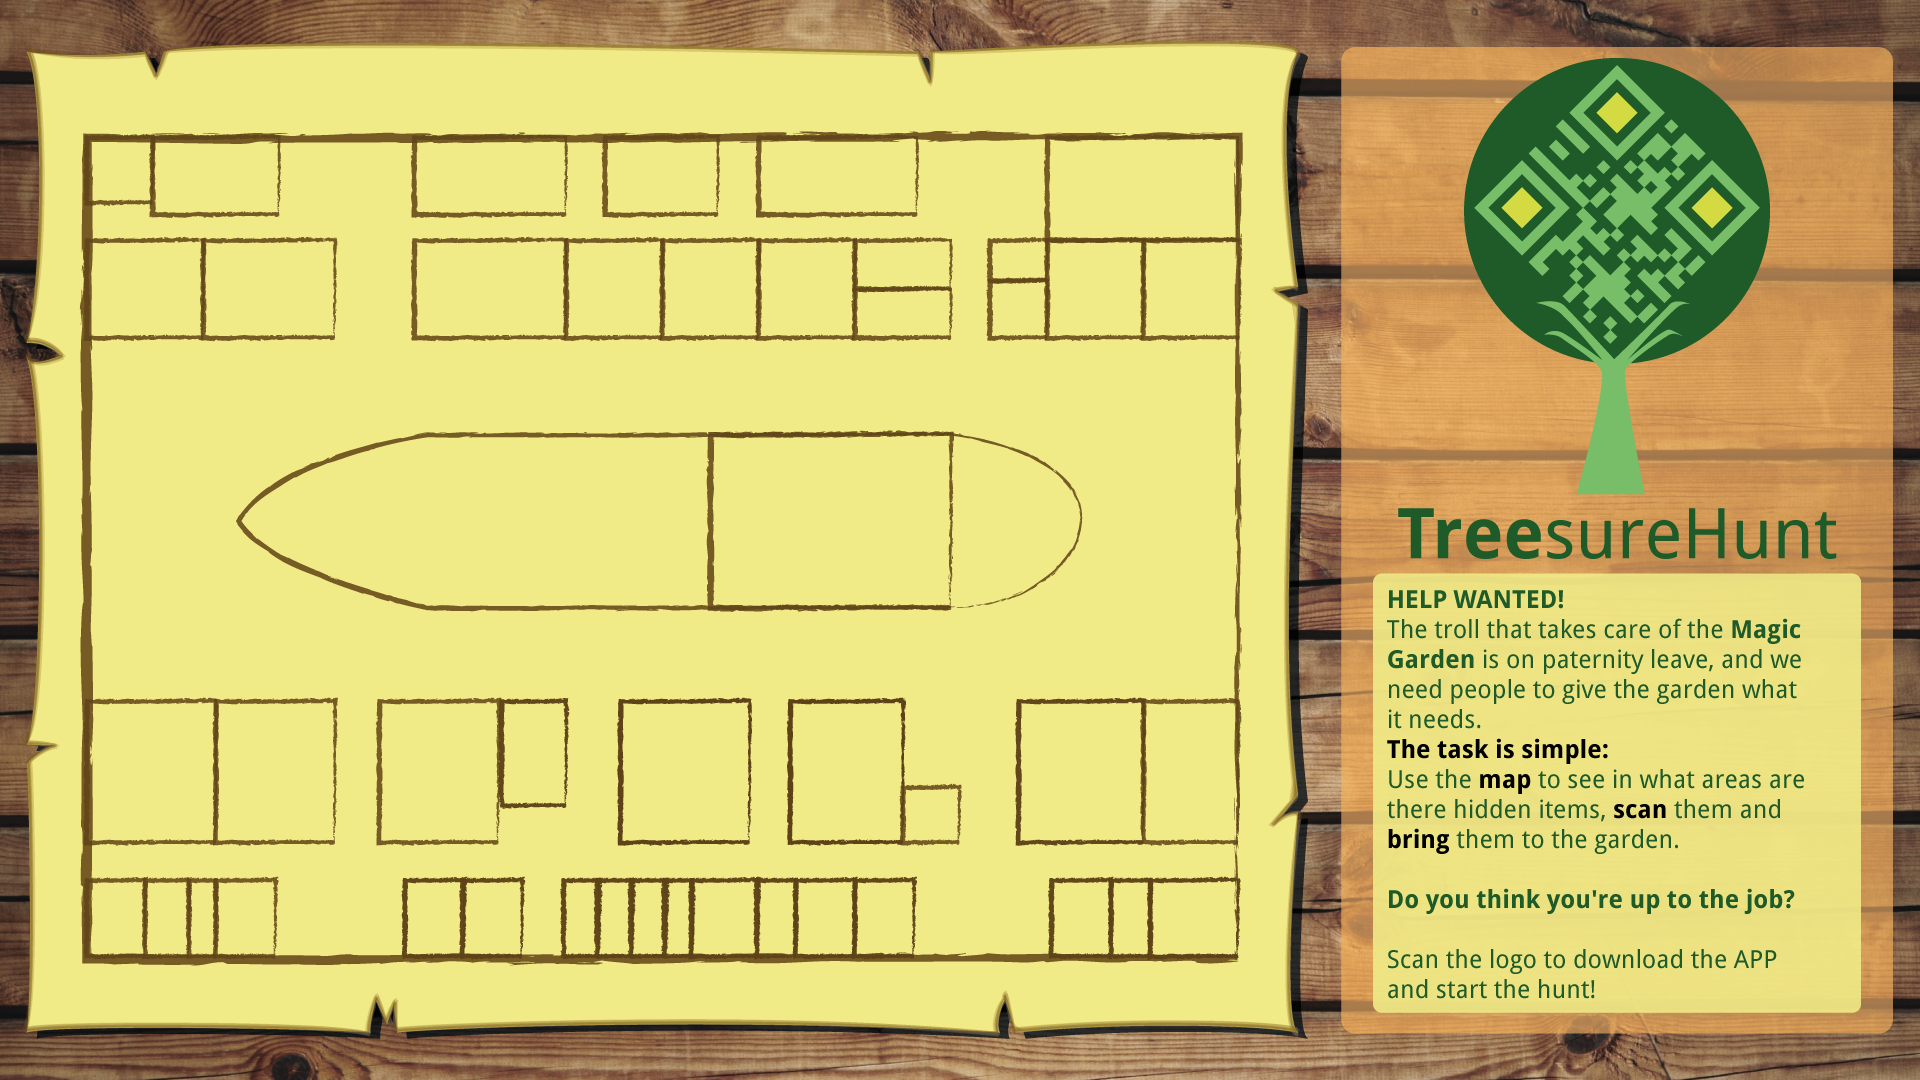 TreesureHunt
HELP WANTED!
The troll that takes care of the Magic
Garden is on paternity leave, and we
need people to give the garden what
it needs.
The task is simple:
Use the map to see in what areas are
there hidden items, scan them and
bring them to the garden.
Do you think you're up to the job?
Scan the logo to download the APP
and start the hunt!